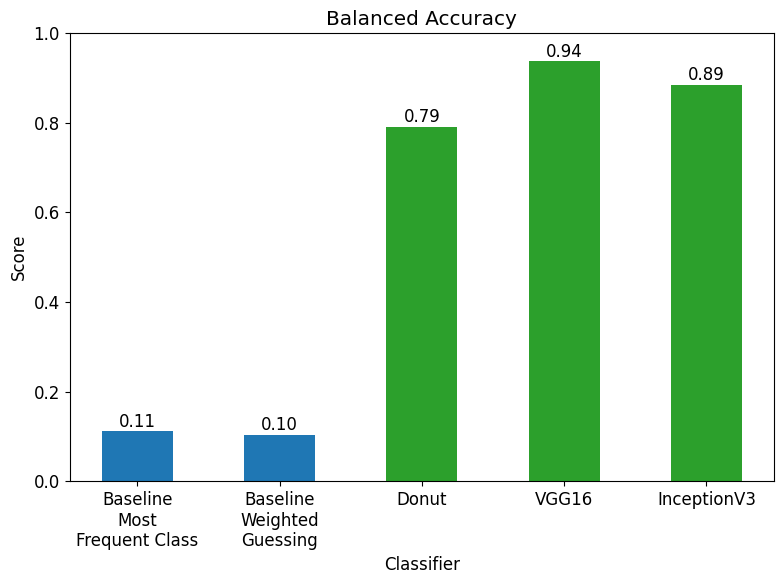 Balanced Accuracy
1.0
0.8
0.6
0.4
0.2
0.0
Score
0.11
0.10
0.79
0.94
0.89
Baseline
Most
Frequent Class
Baseline
Weighted
Guessing
Donut
VGG16
InceptionV3
Classifier